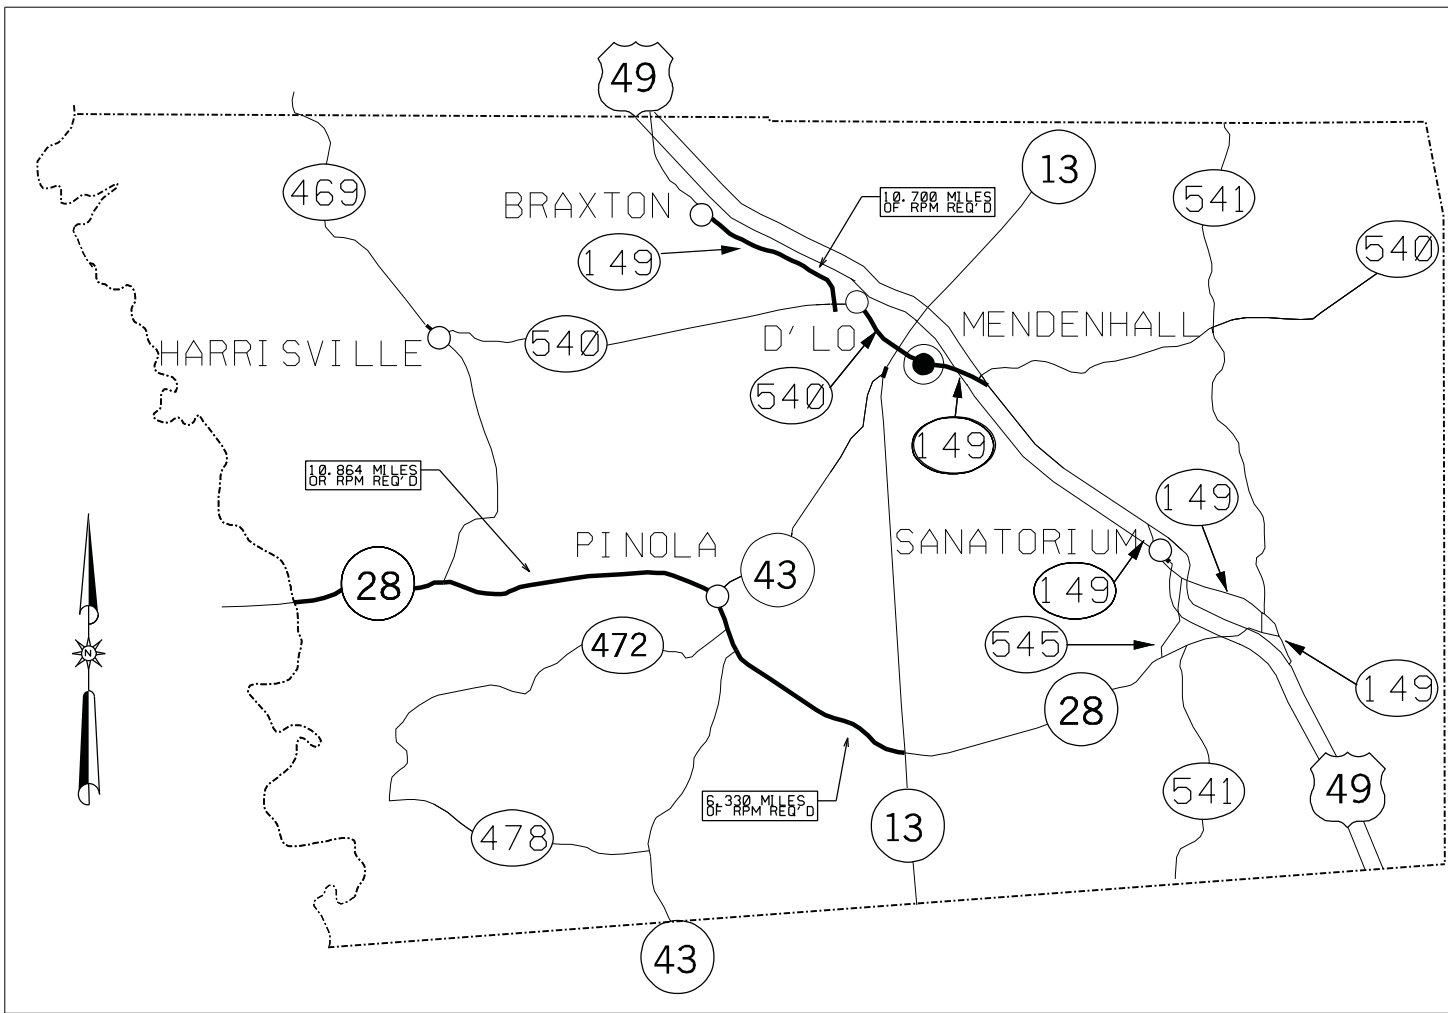 49
13
469
BRAXTON
10.700 MILES
OF RPM REQ'D
541
149
540
HARRISVILLE
540
D'LO
MENDENHALL
540
149
10.864 MILES
OR RPM REQ'D
149
PINOLA
SANATORIUM
28
43
149
N
472
545
149
28
541
49
6.330 MILES
OF RPM REQ'D
478
13
43